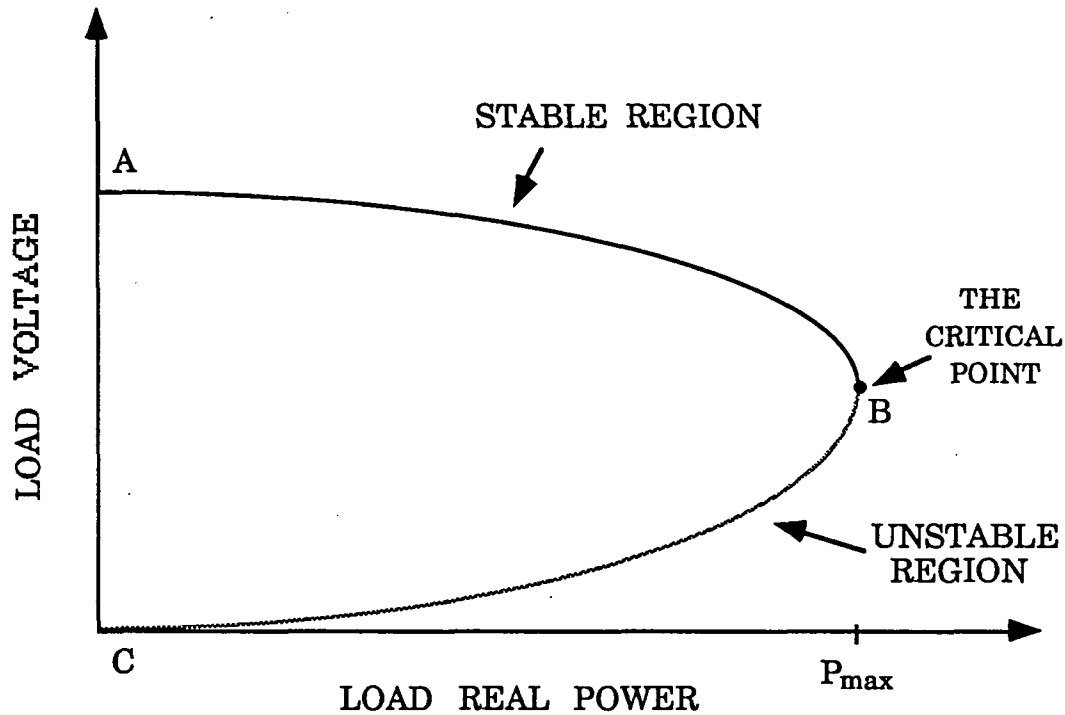 STABLE REGION
A
LOAD VOLTAGE
THE
CRITICAL
POINT
B
UNSTABLE
REGION
C
Pmax
LOAD REAL POWER